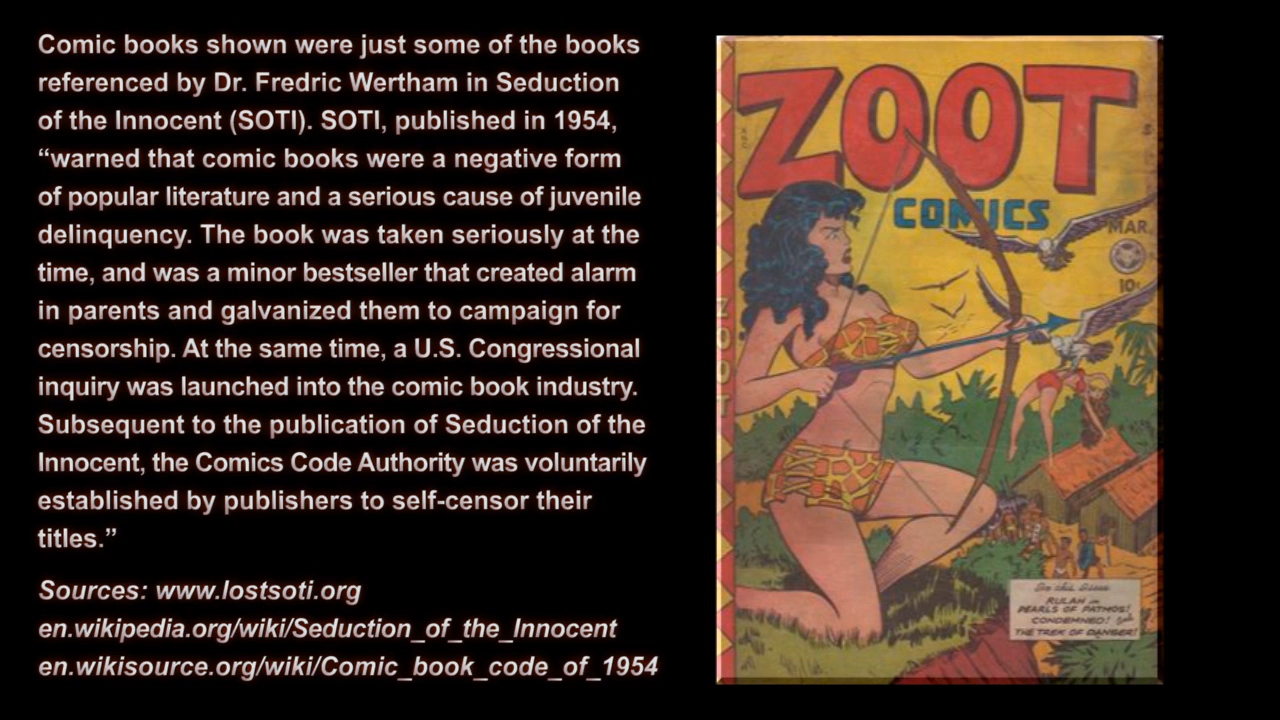 Comic books shown were just some of the books
referenced by Dr. Fredric Wertham in Seduction
of the Innocent (SOTI). SOTI, published in 1954,
“warned that comic books were a negative form
of popular literature and a serious cause of juvenile
delinquency. The book was taken seriously at the
time, and was a minor bestseller that created alarm
in parents and galvanized them to campaign for
censorship. At the same time, a U.S. Congressional
inquiry was launched into the comic book industry.
Subsequent to the publication of Seduction of the
Innocent, the Comics Code Authority was voluntarily
established by publishers to self-censor their
titles.”
Sources: www.lostsoti.org
en.wikipedia.org/wiki/Seduction_of_the_Innocent
en.wikisource.org/wiki/Comic_book_code_of_1954
ZOOT
COMICS
MAR.
10¢
ZOOT
In this issue
RULAH in
PEARLS OF PATHOS!
CONDEMNED! and
THE TREK OF DANGER!